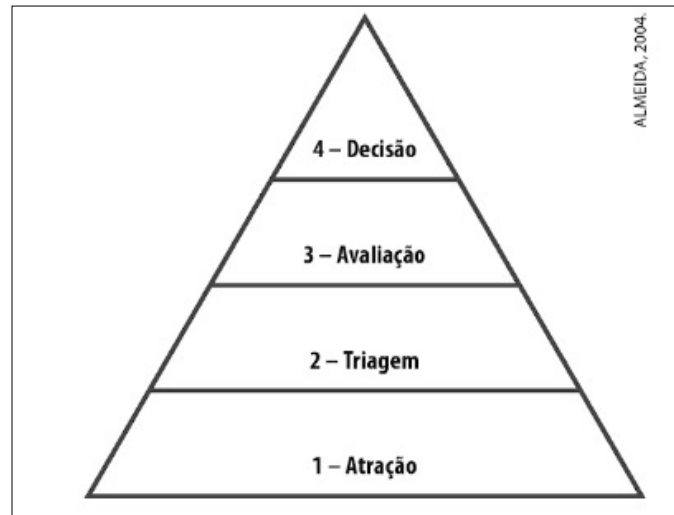 ALMEIDA, 2004.
4 – Decisão
3 – Avaliação
2 – Triagem
1 – Atração